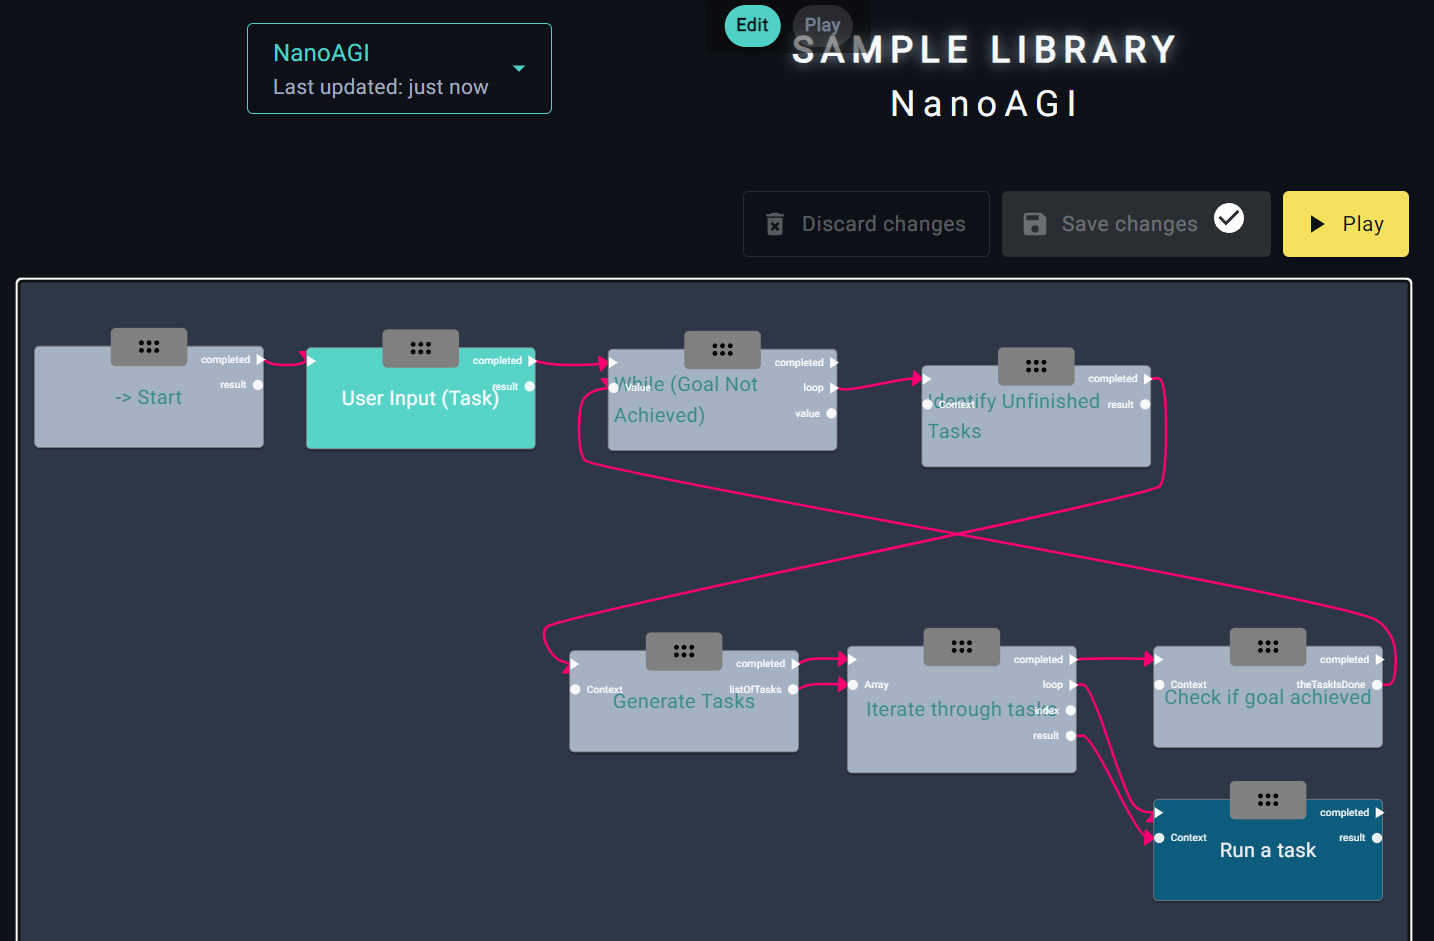 Edit
Play
NanoAGI
Last updated: just now
SAMPLE LIBRARY
NanoAGI
Discard changes
Save changes
Play
completed
result
-> Start
completed
result
User Input (Task)
completed
loop
value
Value
While (Goal Not
Achieved)
completed
result
Context
Identify Unfinished
Tasks
completed
Context
listOfTasks
Generate Tasks
completed
Array
loop
index
result
Iterate through tasks
completed
Context
theTaskIsDone
Check if goal achieved
completed
Context
result
Run a task